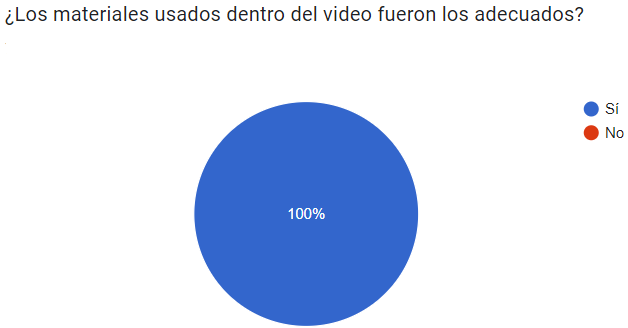 ¿Los materiales usados dentro del video fueron los adecuados?
Sí
No
100%